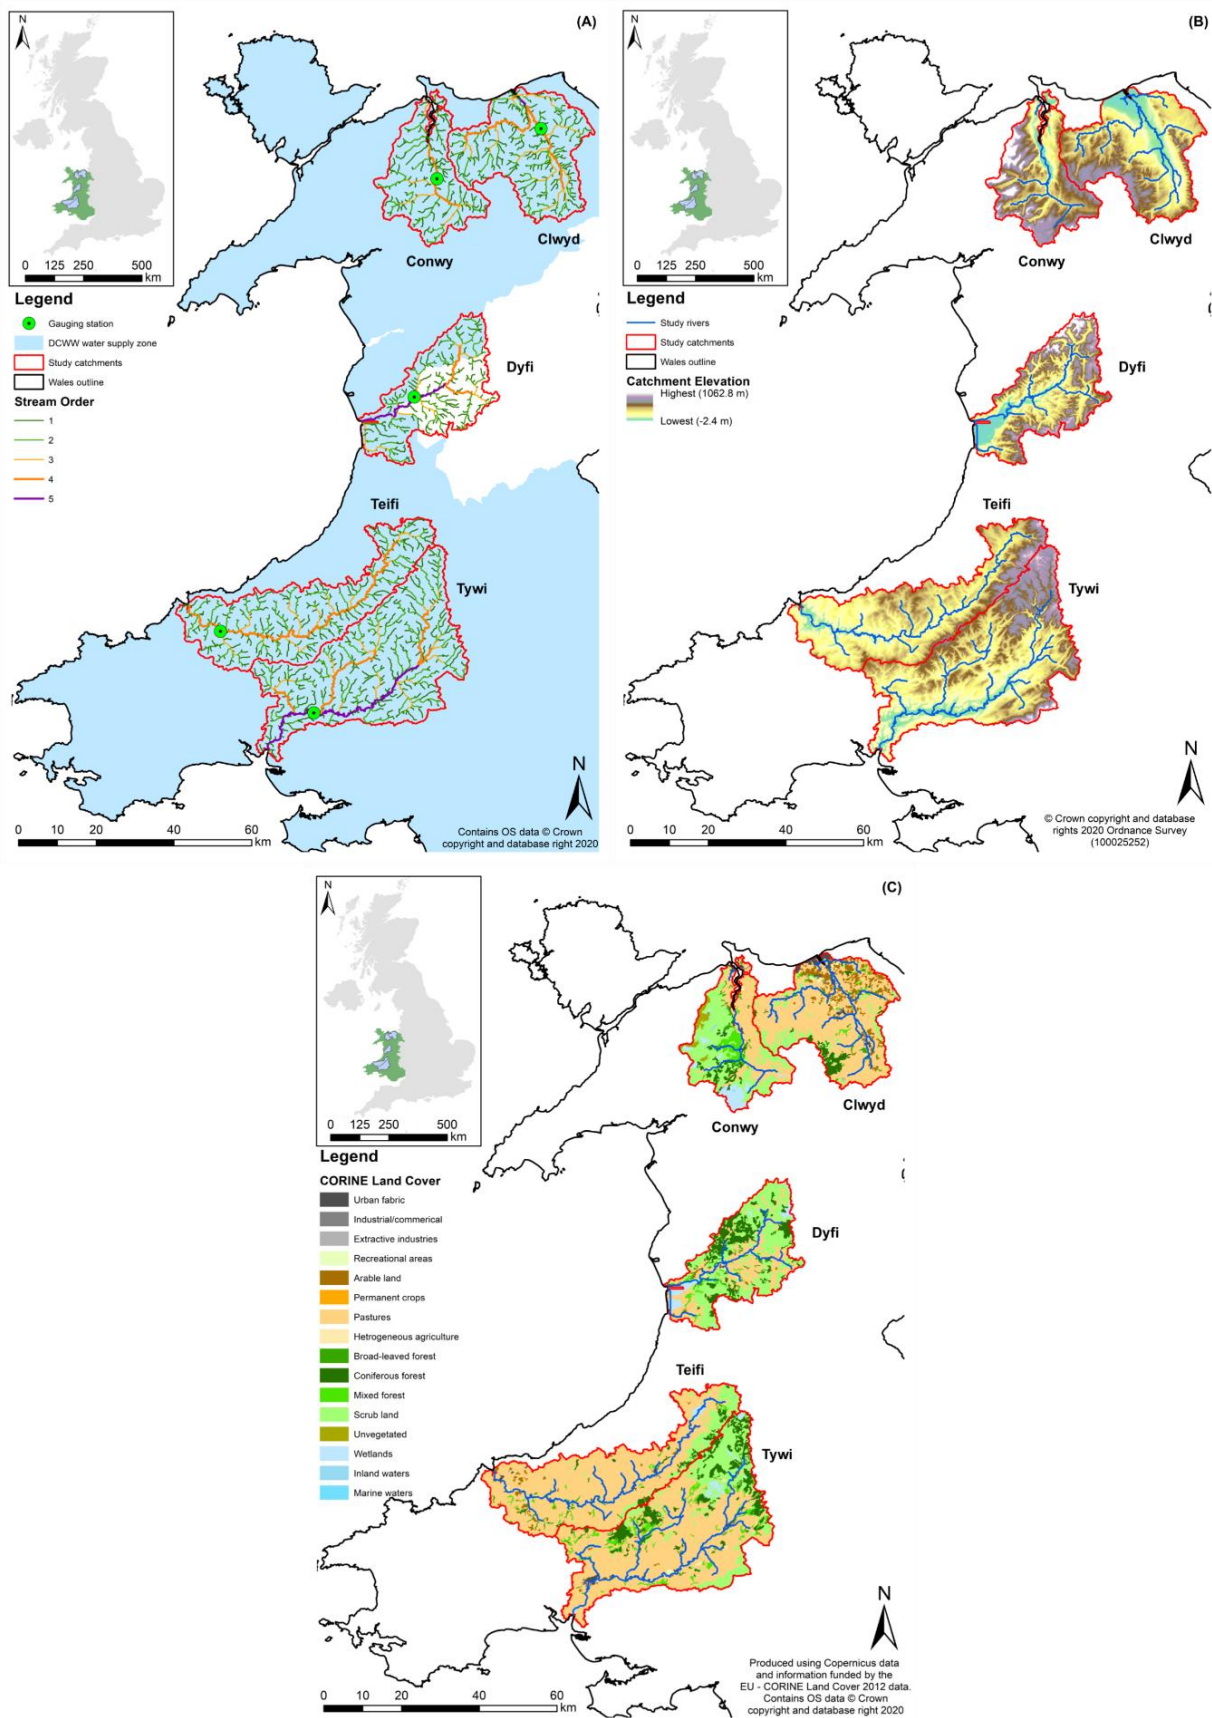 (A)
N
0 125 250 500
km
Legend
Gauging station
DCWW water supply zone
Study catchments
Wales outline
Stream Order
1
2
3
4
5
Conwy
Clwyd
Dyfi
Teifi
Tywi
N
0 10 20 40 60
km
Contains OS data © Crown
copyright and database right 2020
(B)
N
0 125 250 500
km
Legend
Study rivers
Study catchments
Wales outline
Catchment Elevation
Highest (1062.8 m)
Lowest (-2.4 m)
Conwy
Clwyd
Dyfi
Teifi
Tywi
N
0 10 20 40 60
km
© Crown copyright and database
rights 2020 Ordnance Survey
(100025252)
(C)
N
0 125 250 500
km
Legend
CORINE Land Cover
Urban fabric
Industrial/commerical
Extractive industries
Recreational areas
Arable land
Permanent crops
Pastures
Hetrogeneous agriculture
Broad-leaved forest
Coniferous forest
Mixed forest
Scrub land
Unvegetated
Wetlands
Inland waters
Marine waters
Conwy
Clwyd
Dyfi
Teifi
Tywi
N
0 10 20 40 60
km
Produced using Copernicus data
and information funded by the
EU - CORINE Land Cover 2012 data.
Contains OS data © Crown
copyright and database right 2020